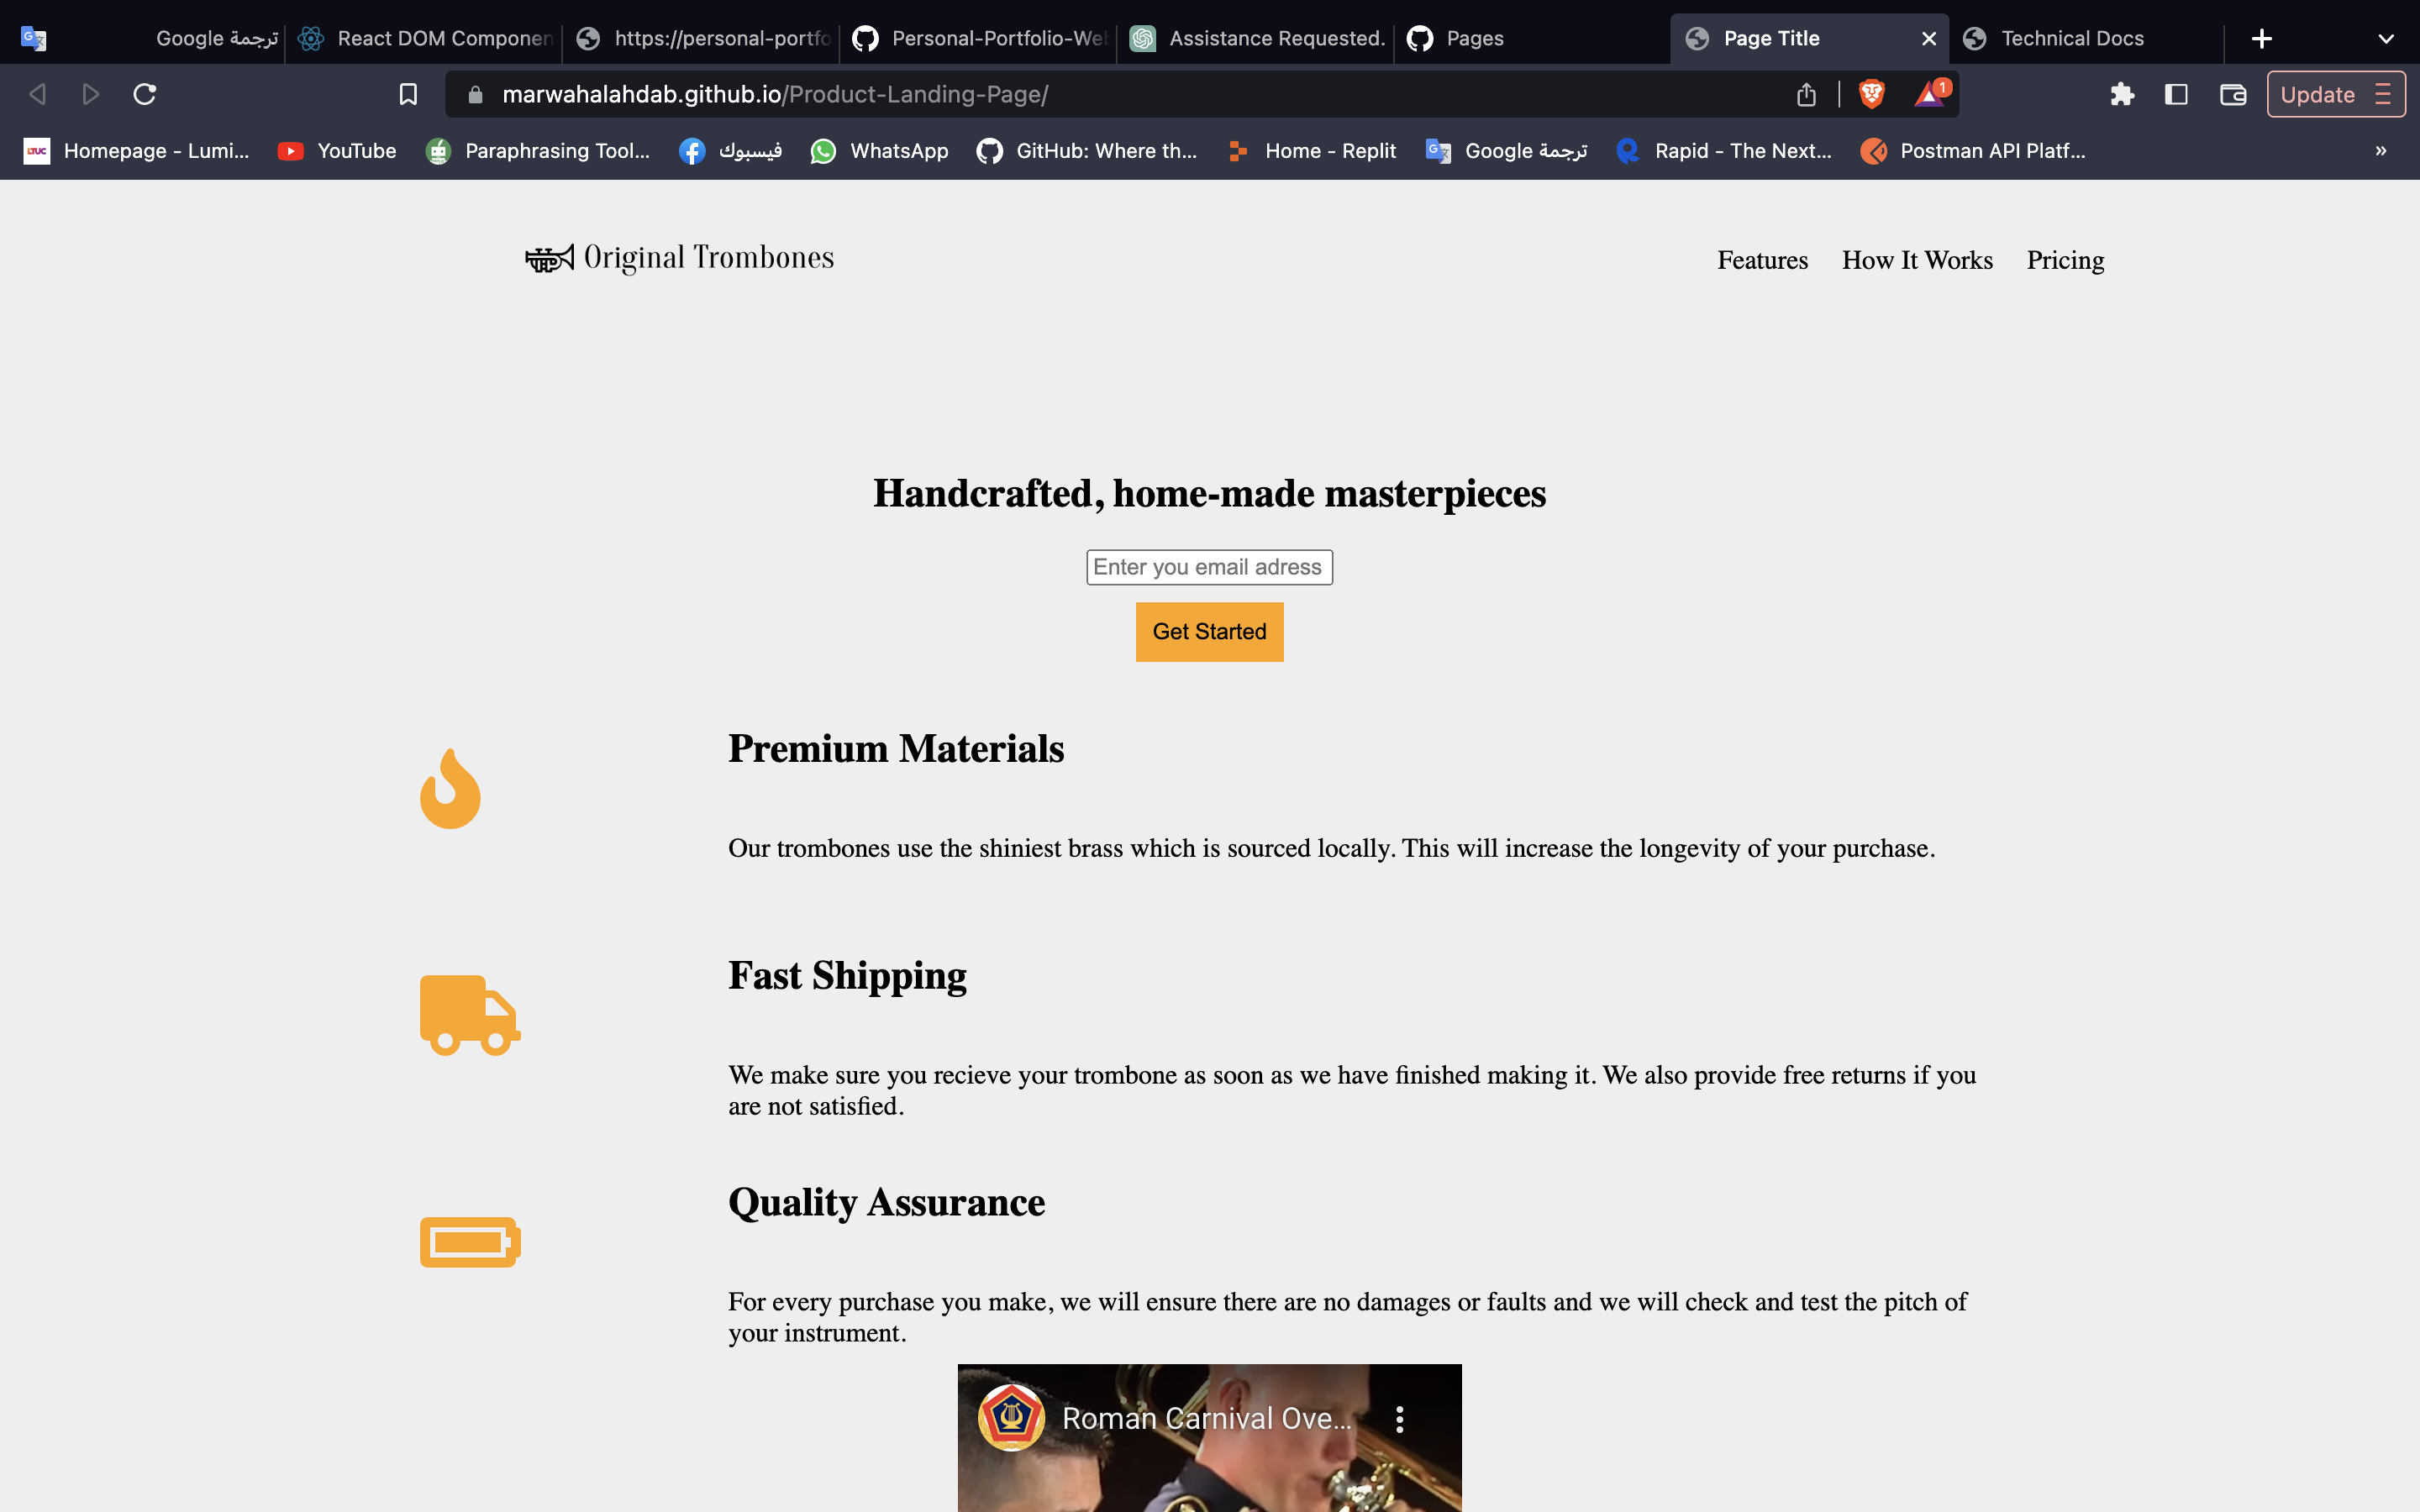 Google ترجمة
React DOM Componen
https://personal-portfo
Personal-Portfolio-Wel
Assistance Requested.
Pages
Page Title
Technical Docs
marwahalahdab.github.io/Product-Landing-Page/
1
Update
LTUC
Homepage - Lumi...
YouTube
Paraphrasing Tool...
فيسبوك
WhatsApp
GitHub: Where th...
Home - Replit
Google ترجمة
Rapid - The Next...
Postman API Platf...
»
Original Trombones
Features
How It Works
Pricing
Handcrafted, home-made masterpieces
Enter you email adress
Get Started
Premium Materials
Our trombones use the shiniest brass which is sourced locally. This will increase the longevity of your purchase.
Fast Shipping
We make sure you recieve your trombone as soon as we have finished making it. We also provide free returns if you
are not satisfied.
Quality Assurance
For every purchase you make, we will ensure there are no damages or faults and we will check and test the pitch of
your instrument.
Roman Carnival Ove...